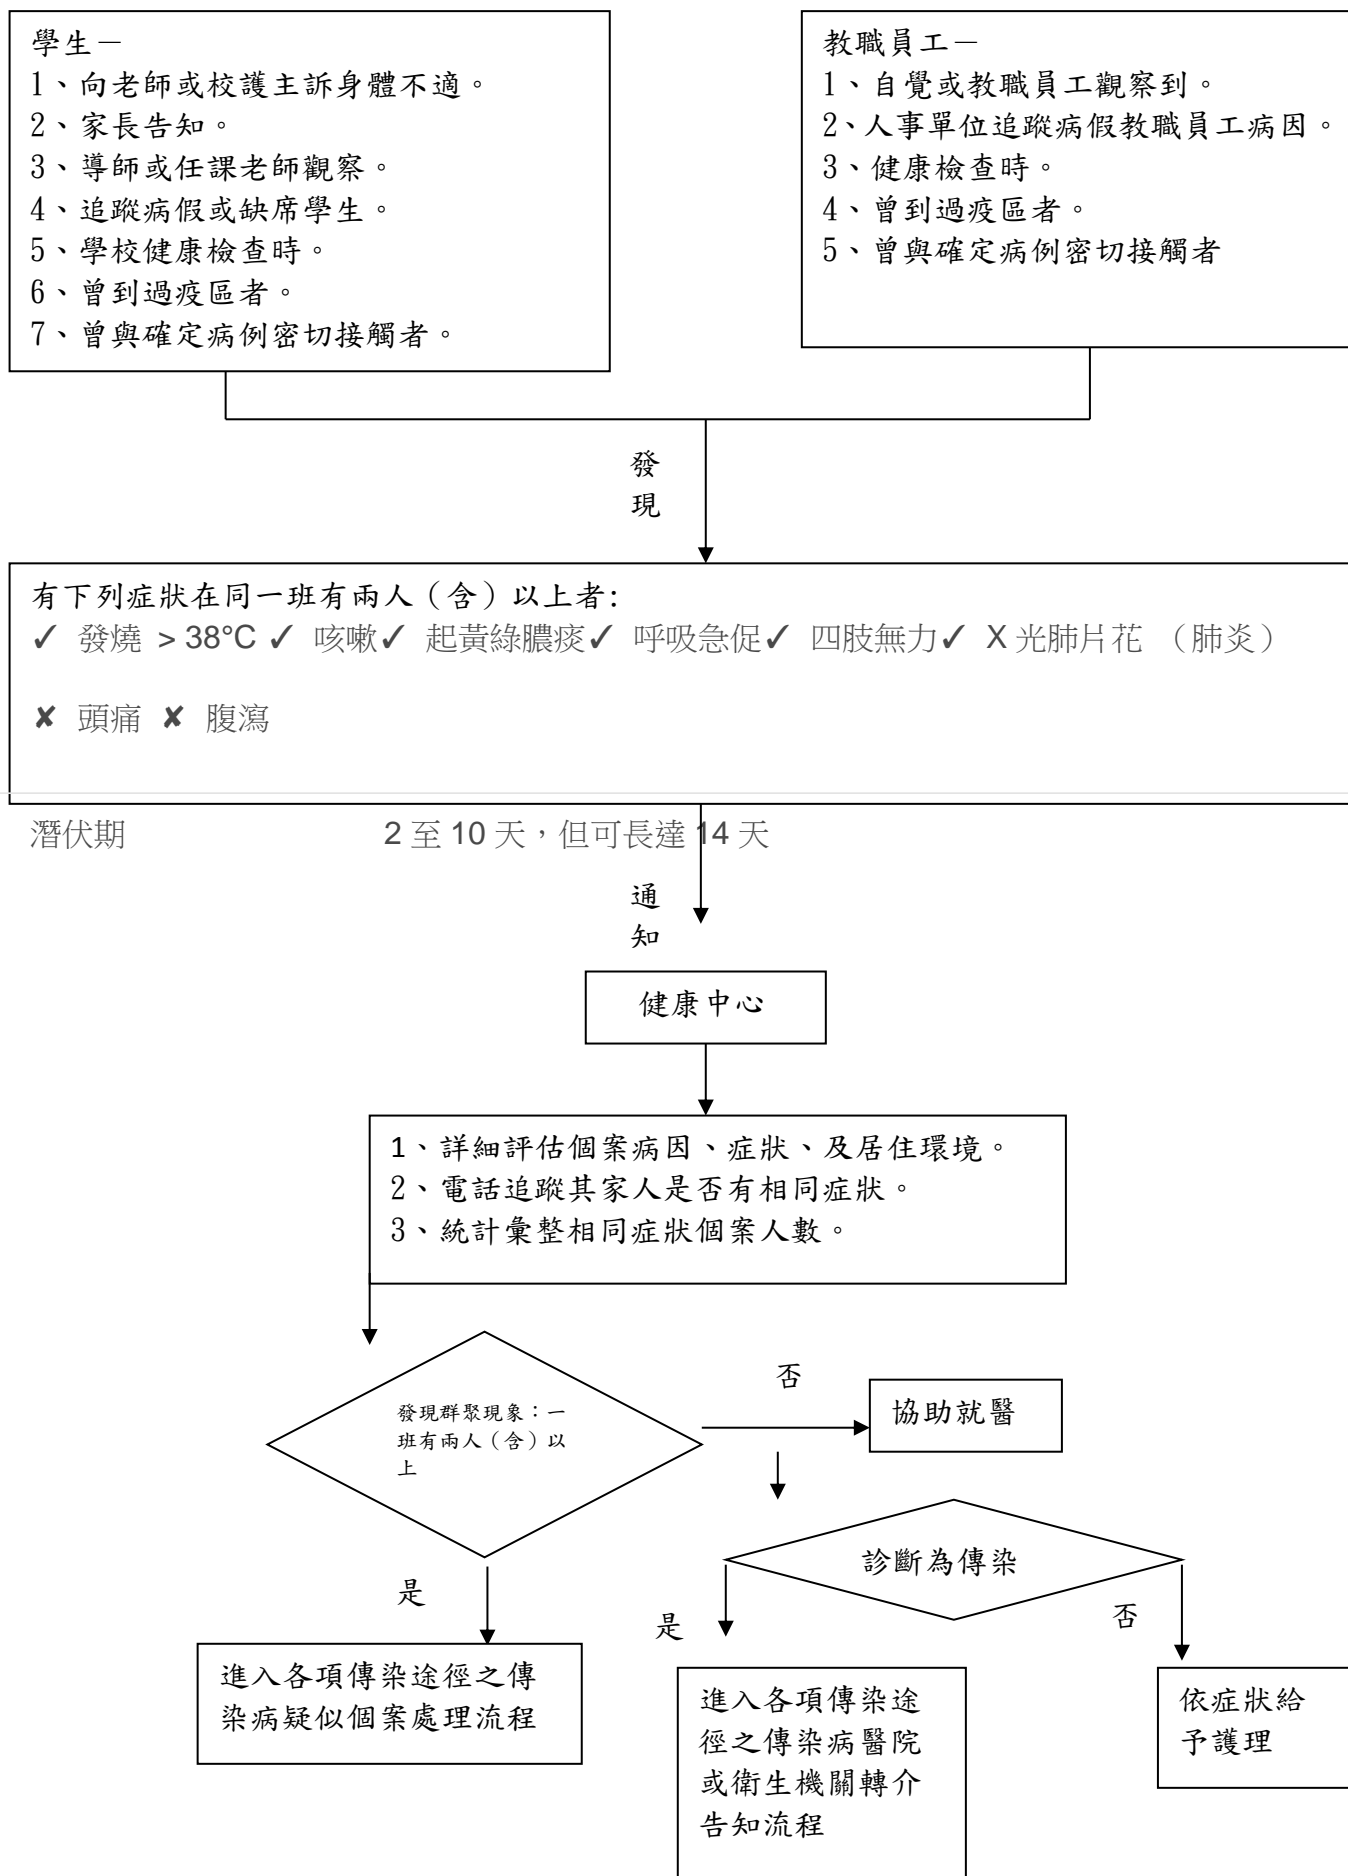 學生－
1、向老師或校護主訴身體不適。
2、家長告知。
3、導師或任課老師觀察。
4、追蹤病假或缺席學生。
5、學校健康檢查時。
6、曾到過疫區者。
7、曾與確定病例密切接觸者。
教職員工－
1、自覺或教職員工觀察到。
2、人事單位追蹤病假教職員工病因。
3、健康檢查時。
4、曾到過疫區者。
5、曾與確定病例密切接觸者
發
現
有下列症狀在同一班有兩人（含）以上者:
✓ 發燒 > 38°C ✓ 咳嗽✓ 起黃綠膿痰✓ 呼吸急促✓ 四肢無力✓ X 光肺片花 （肺炎）
✘ 頭痛 ✘ 腹瀉
潛伏期 2 至 10 天，但可長達 14 天
通
知
健康中心
1、詳細評估個案病因、症狀、及居住環境。
2、電話追蹤其家人是否有相同症狀。
3、統計彙整相同症狀個案人數。
發現群聚現象：一
班有兩人（含）以
上
否
協助就醫
診斷為傳染
是
是
否
進入各項傳染途徑之傳
染病疑似個案處理流程
進入各項傳染途
徑之傳染病醫院
或衛生機關轉介
告知流程
依症狀給
予護理